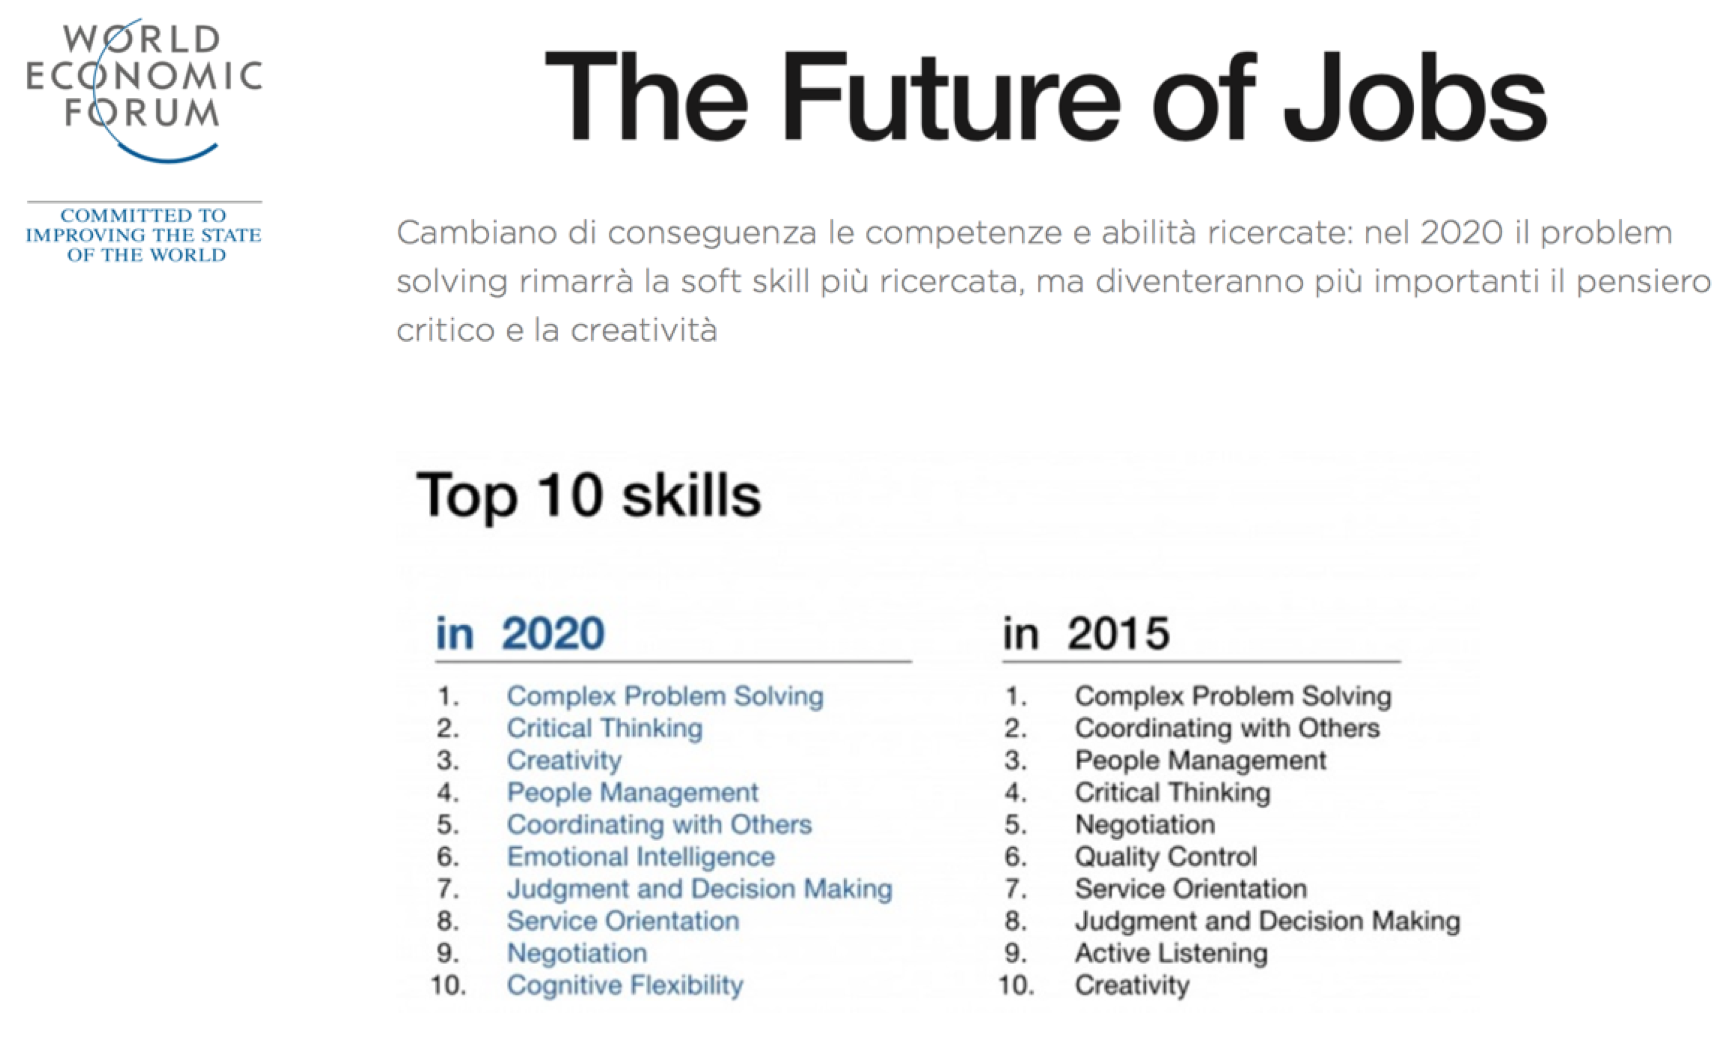 WORLD
ECONOMIC
FORUM
COMMITTED TO
IMPROVING THE STATE
OF THE WORLD
The Future of Jobs
Cambiano di conseguenza le competenze e abilità ricercate: nel 2020 il problem
solving rimarrà la soft skill più ricercata, ma diventeranno più importanti il pensiero
critico e la creatività
Top 10 skills
in 2020
1. Complex Problem Solving
2. Critical Thinking
3. Creativity
4. People Management
5. Coordinating with Others
6. Emotional Intelligence
7. Judgment and Decision Making
8. Service Orientation
9. Negotiation
10. Cognitive Flexibility
in 2015
1. Complex Problem Solving
2. Coordinating with Others
3. People Management
4. Critical Thinking
5. Negotiation
6. Quality Control
7. Service Orientation
8. Judgment and Decision Making
9. Active Listening
10. Creativity